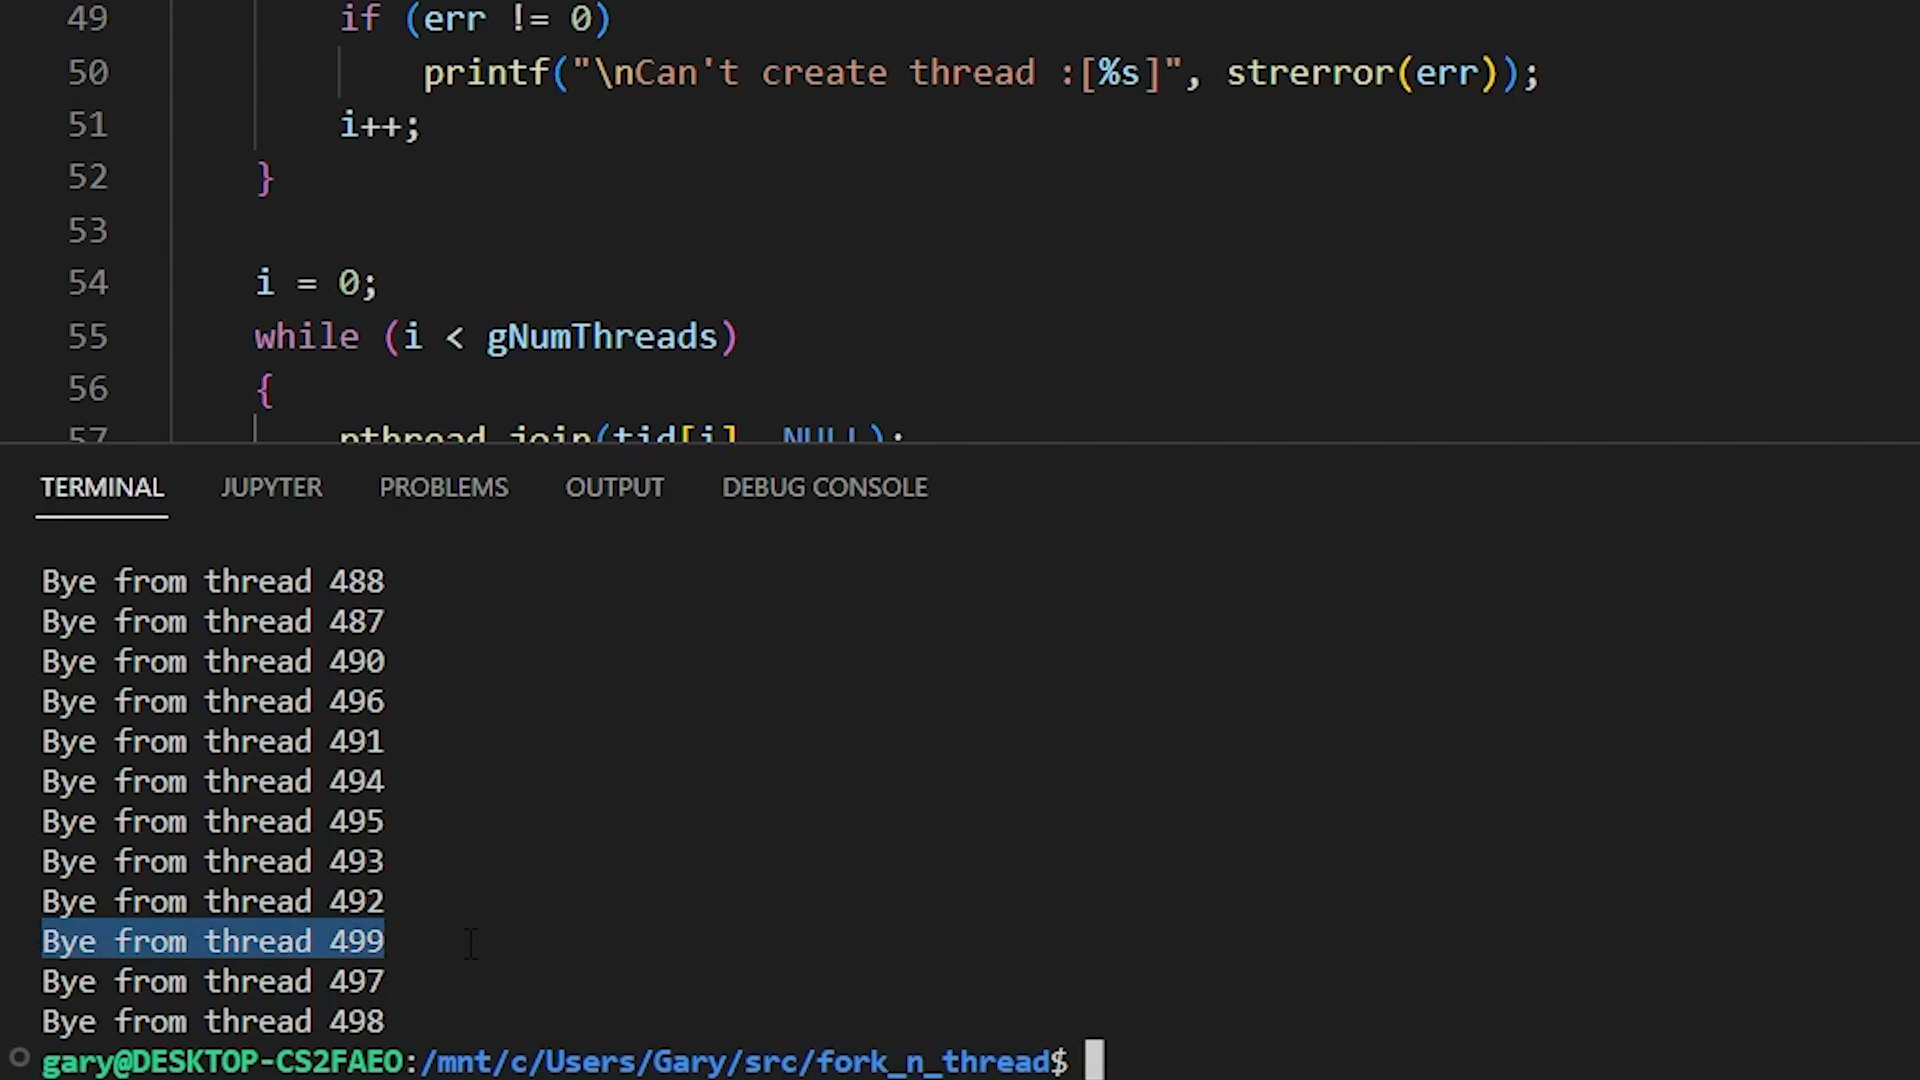 49 if (err != 0)
50 printf("\nCan't create thread :[%s]", strerror(err));
51 i++;
52 }
53
54 i = 0;
55 while (i < gNumThreads)
56 {
57 pthread_join(tid[i], NULL);
TERMINAL JUPYTER PROBLEMS OUTPUT DEBUG CONSOLE
Bye from thread 488
Bye from thread 487
Bye from thread 490
Bye from thread 496
Bye from thread 491
Bye from thread 494
Bye from thread 495
Bye from thread 493
Bye from thread 492
Bye from thread 499
Bye from thread 497
Bye from thread 498
gary@DESKTOP-CS2FAEO:/mnt/c/Users/Gary/src/fork_n_thread$